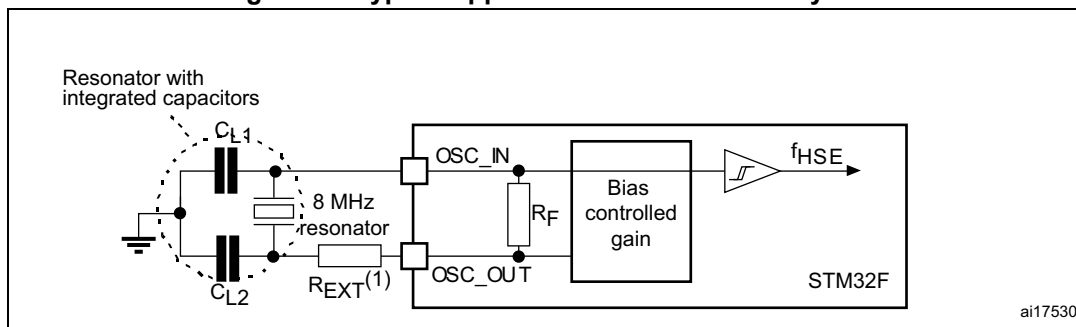 Resonator with
integrated capacitors
CL1
OSC_IN
fHSE
8 MHz
resonator
RF
Bias
controlled
gain
REXT(1)
OSC_OUT
STM32F
CL2
ai17530